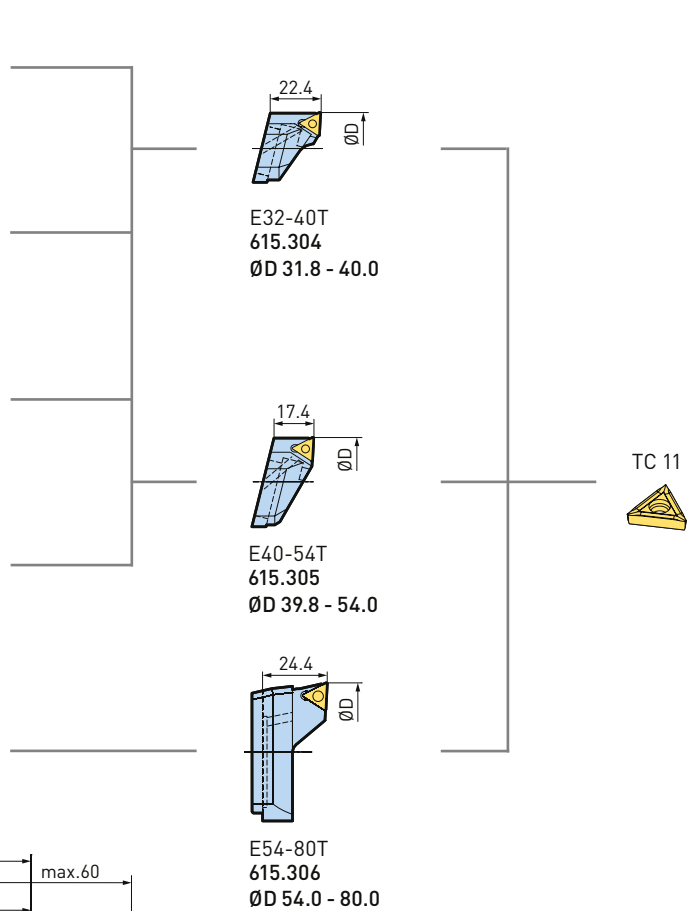 22.4
ØD
E32-40T
615.304
ØD 31.8 - 40.0
17.4
ØD
TC 11
E40-54T
615.305
ØD 39.8 - 54.0
24.4
ØD
E54-80T
615.306
ØD 54.0 - 80.0
max.60